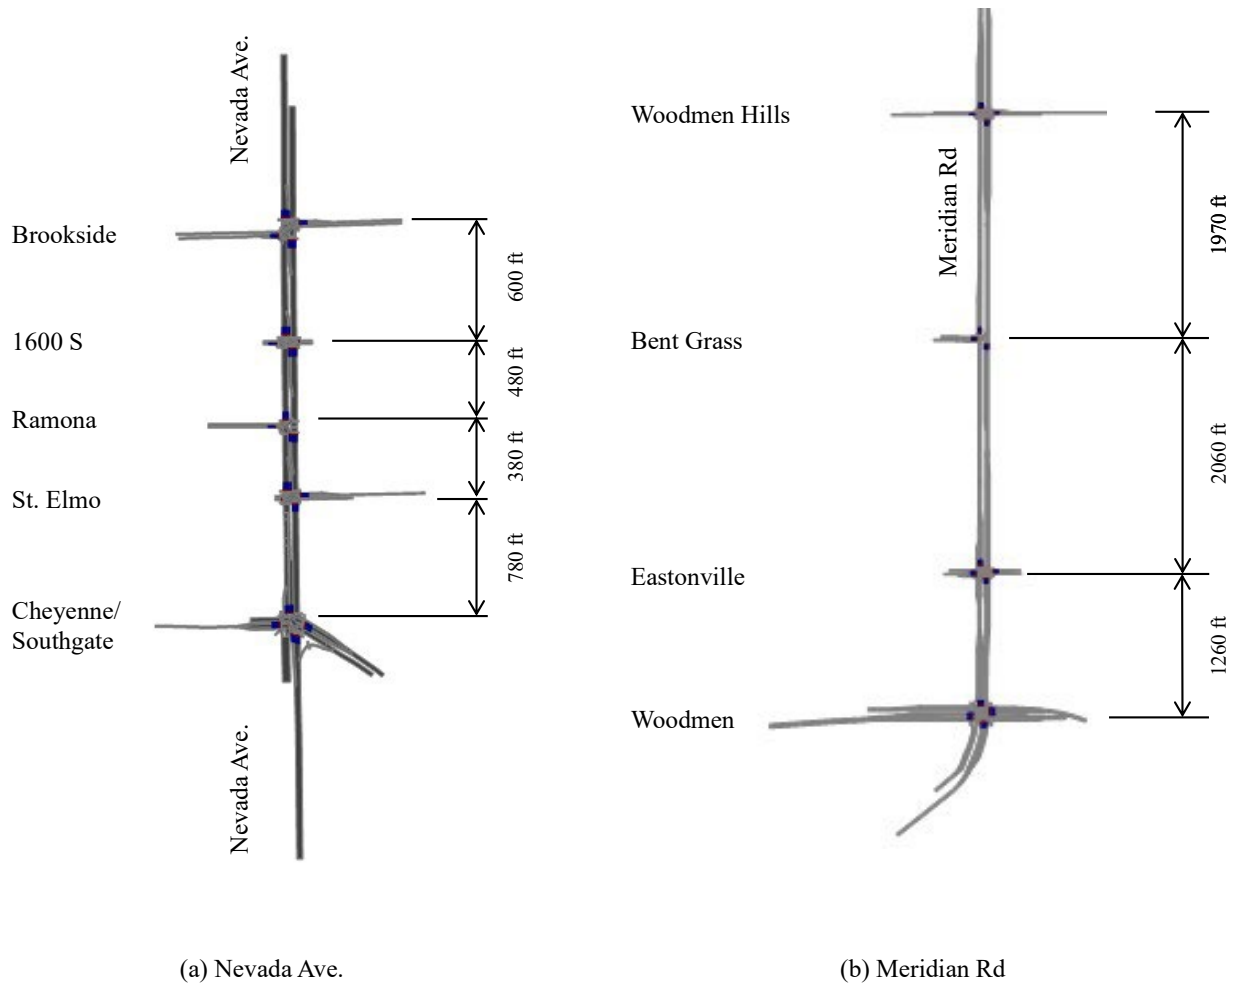 Nevada Ave.
Brookside
600 ft
1600 S
480 ft
Ramona
380 ft
St. Elmo
780 ft
Cheyenne/
Southgate
Nevada Ave.
(a) Nevada Ave.
Woodmen Hills
Meridian Rd
1970 ft
Bent Grass
2060 ft
Eastonville
1260 ft
Woodmen
(b) Meridian Rd